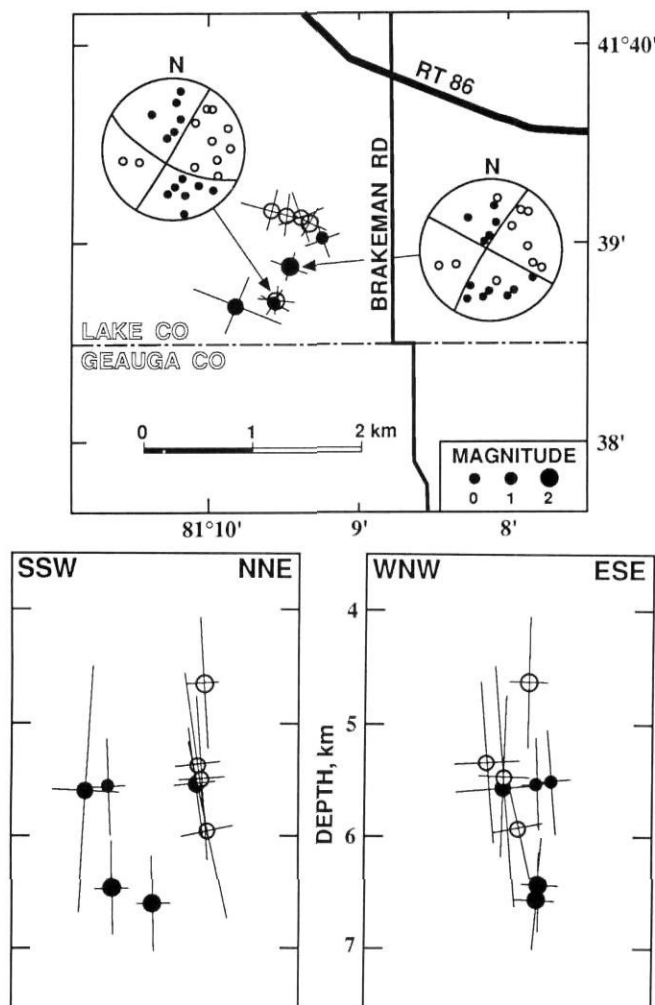 41°40'
N
RT 86
N
BRAKEMAN RD
39'
LAKE CO
GEAUGA CO
0 1 2 km
38'
MAGNITUDE
0 1 2
81°10' 9' 8'
SSW NNE
WNW ESE
DEPTH, km
4
5
6
7